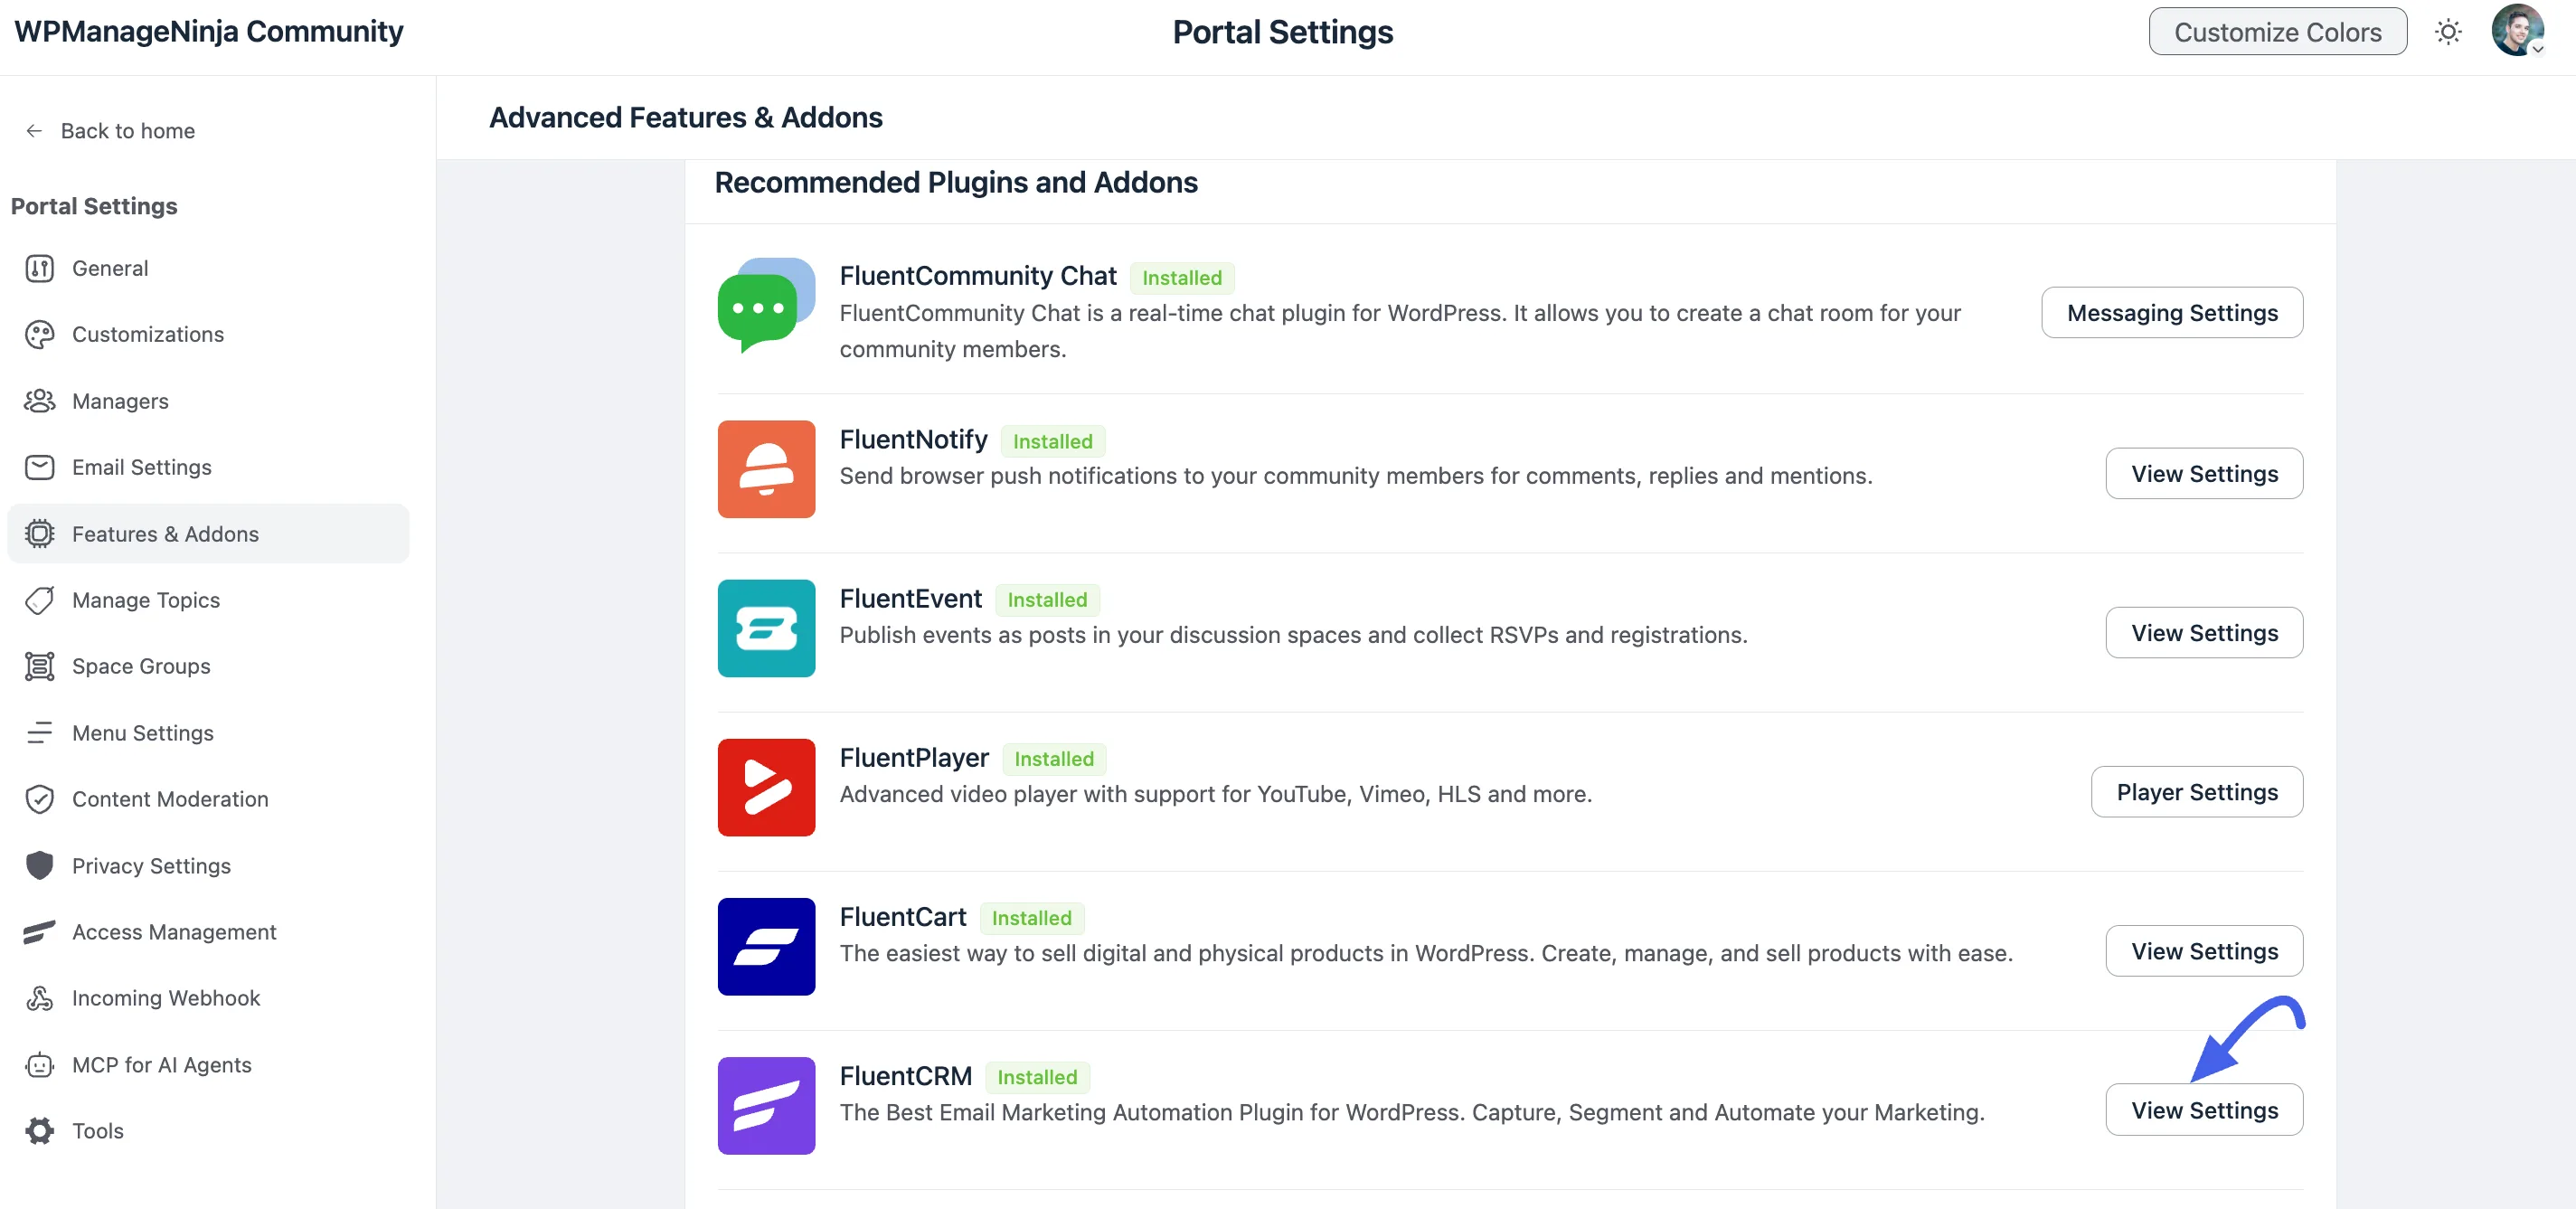 WPManageNinja Community
Portal Settings
Customize Colors
Back to home
Portal Settings
General
Customizations
Managers
Email Settings
Features & Addons
Manage Topics
Space Groups
Menu Settings
Content Moderation
Privacy Settings
Access Management
Incoming Webhook
MCP for AI Agents
Tools
Advanced Features & Addons
Recommended Plugins and Addons
FluentCommunity Chat Installed
FluentCommunity Chat is a real-time chat plugin for WordPress. It allows you to create a chat room for your
community members.
Messaging Settings
FluentNotify Installed
Send browser push notifications to your community members for comments, replies and mentions.
View Settings
FluentEvent Installed
Publish events as posts in your discussion spaces and collect RSVPs and registrations.
View Settings
FluentPlayer Installed
Advanced video player with support for YouTube, Vimeo, HLS and more.
Player Settings
FluentCart Installed
The easiest way to sell digital and physical products in WordPress. Create, manage, and sell products with ease.
View Settings
FluentCRM Installed
The Best Email Marketing Automation Plugin for WordPress. Capture, Segment and Automate your Marketing.
View Settings